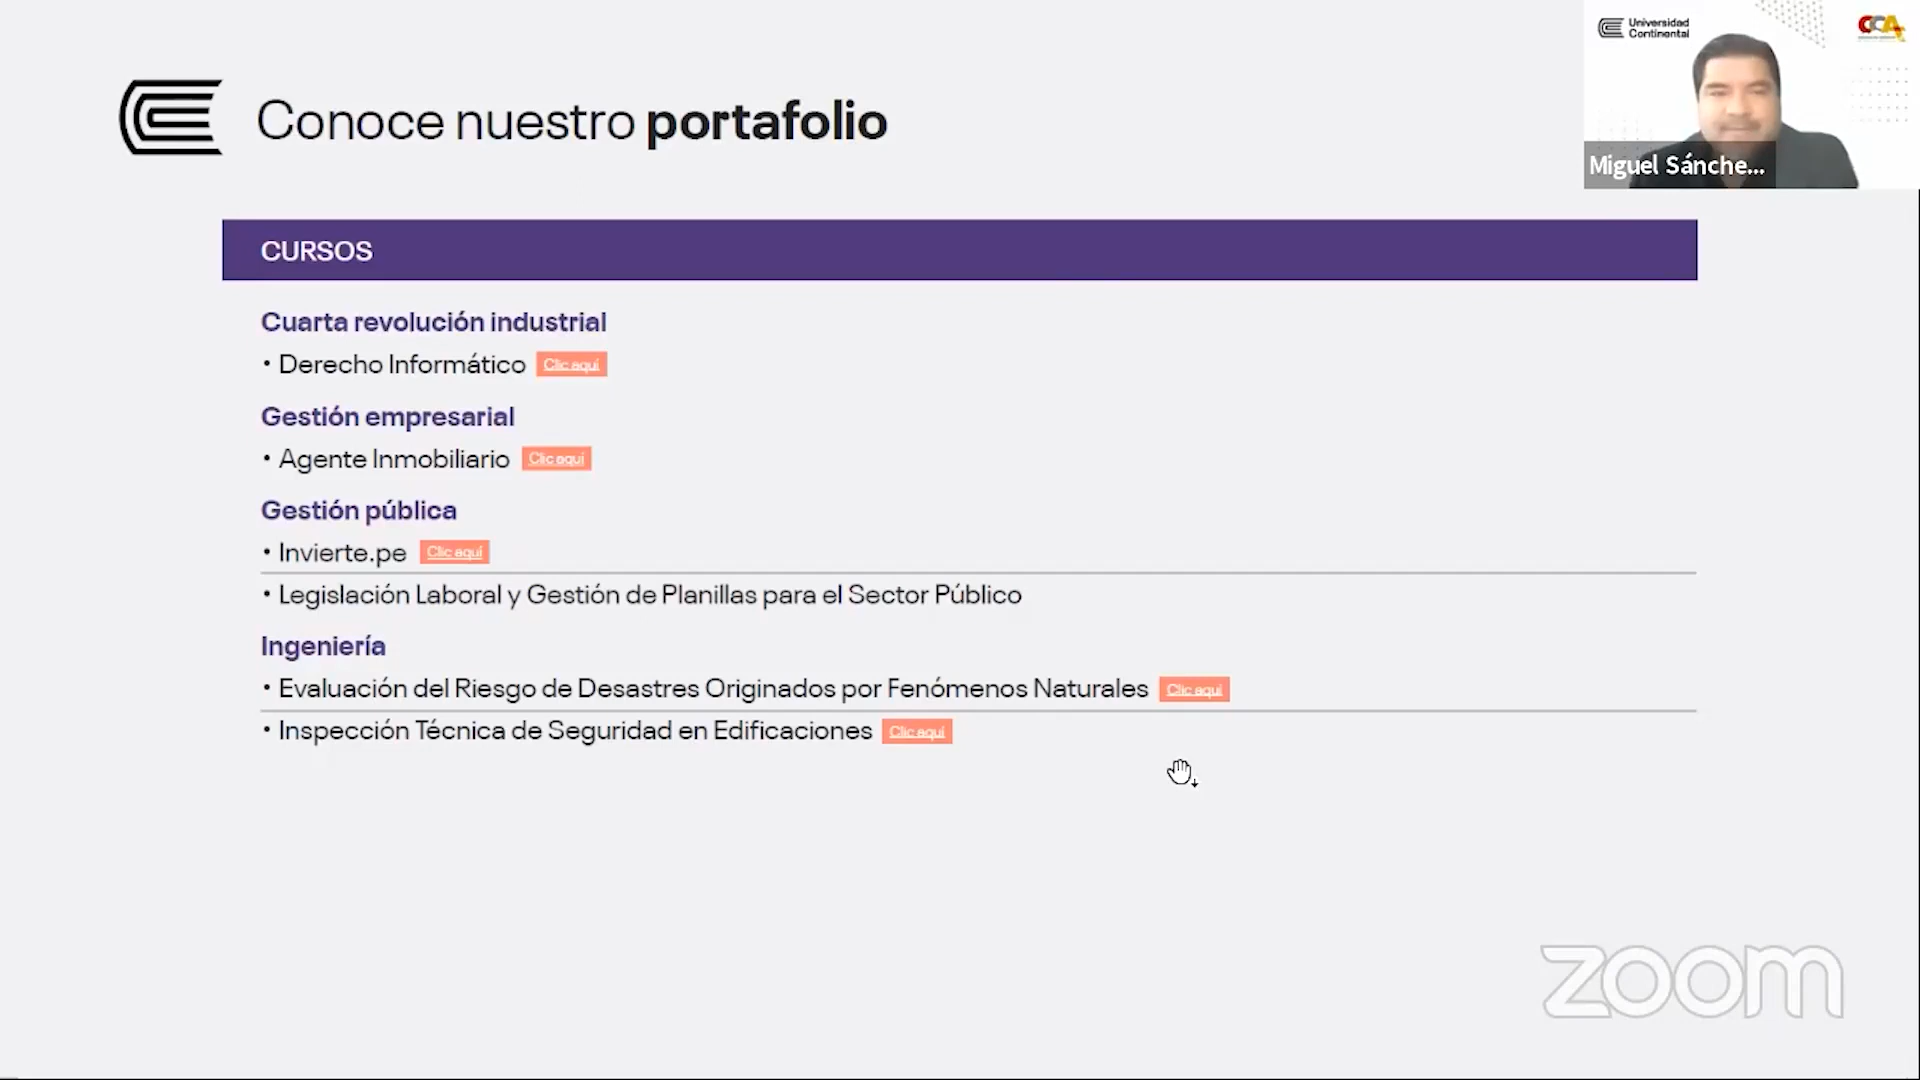 Universidad
Continental
CCA
Conoce nuestro portafolio
Miguel Sánche...
CURSOS
Cuarta revolución industrial
• Derecho Informático Clic aquí
Gestión empresarial
• Agente Inmobiliario Clic aquí
Gestión pública
• Invierte.pe Clic aquí
• Legislación Laboral y Gestión de Planillas para el Sector Público
Ingeniería
• Evaluación del Riesgo de Desastres Originados por Fenómenos Naturales Clic aquí
• Inspección Técnica de Seguridad en Edificaciones Clic aquí
zoom